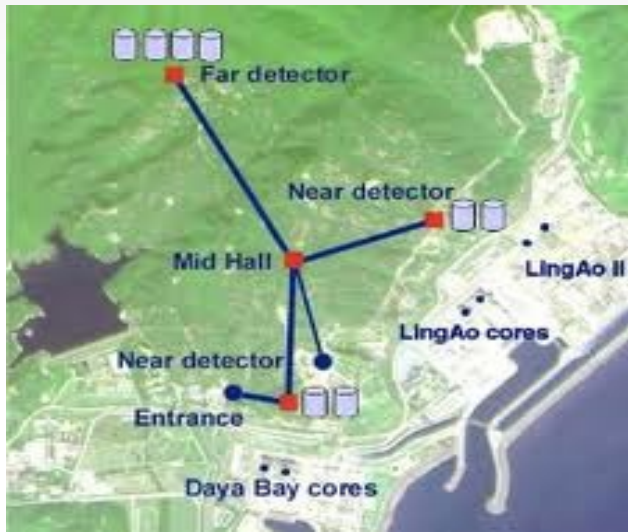 Far detector
Near detector
Mid Hall
LingAo II
LingAo cores
Near detector
Entrance
Daya Bay cores